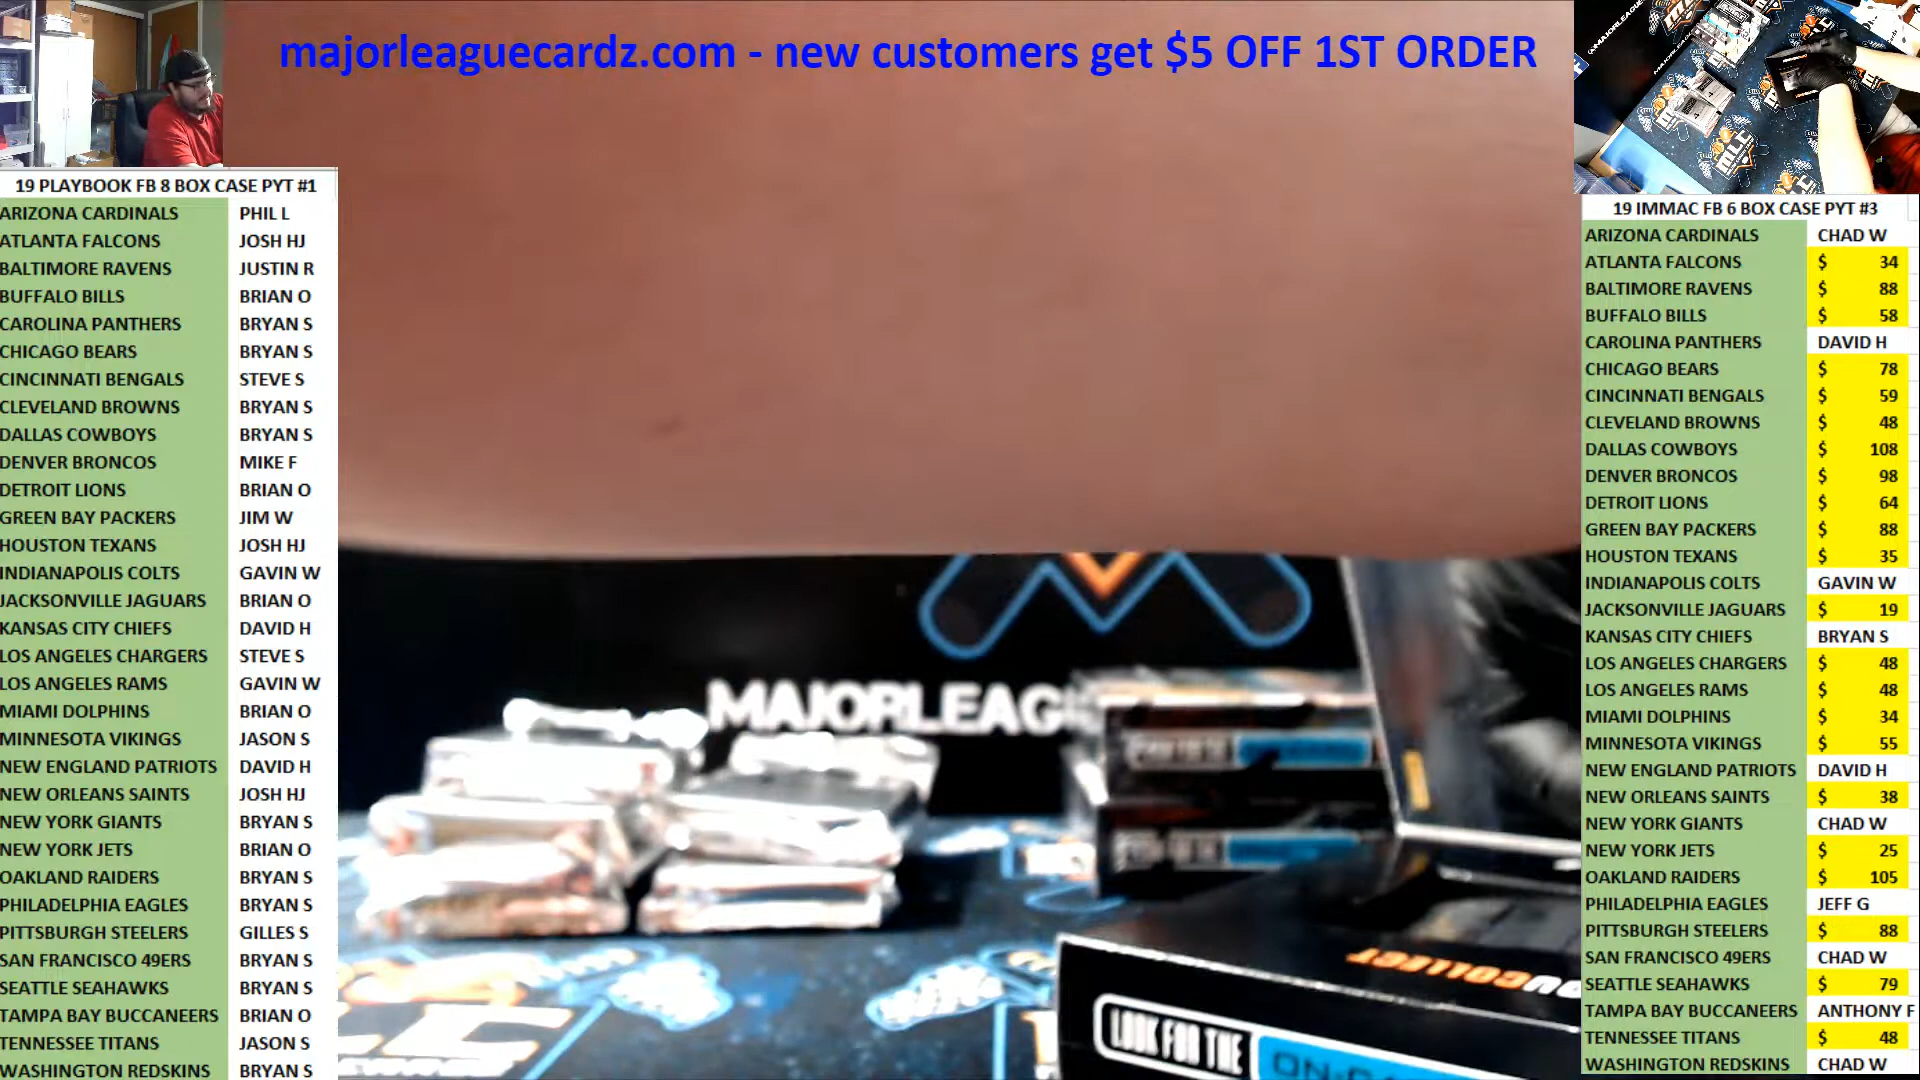 majorleaguecardz.com - new customers get $5 OFF 1ST ORDER
19 PLAYBOOK FB 8 BOX CASE PYT #1
ARIZONA CARDINALS PHIL L
ATLANTA FALCONS JOSH HJ
BALTIMORE RAVENS JUSTIN R
BUFFALO BILLS BRIAN O
CAROLINA PANTHERS BRYAN S
CHICAGO BEARS BRYAN S
CINCINNATI BENGALS STEVE S
CLEVELAND BROWNS BRYAN S
DALLAS COWBOYS BRYAN S
DENVER BRONCOS MIKE F
DETROIT LIONS BRIAN O
GREEN BAY PACKERS JIM W
HOUSTON TEXANS JOSH HJ
INDIANAPOLIS COLTS GAVIN W
JACKSONVILLE JAGUARS BRIAN O
KANSAS CITY CHIEFS DAVID H
LOS ANGELES CHARGERS STEVE S
LOS ANGELES RAMS GAVIN W
MIAMI DOLPHINS BRIAN O
MINNESOTA VIKINGS JASON S
NEW ENGLAND PATRIOTS DAVID H
NEW ORLEANS SAINTS JOSH HJ
NEW YORK GIANTS BRYAN S
NEW YORK JETS BRIAN O
OAKLAND RAIDERS BRYAN S
PHILADELPHIA EAGLES BRYAN S
PITTSBURGH STEELERS GILLES S
SAN FRANCISCO 49ERS BRYAN S
SEATTLE SEAHAWKS BRYAN S
TAMPA BAY BUCCANEERS BRIAN O
TENNESSEE TITANS JASON S
WASHINGTON REDSKINS BRYAN S
MAJORLEAG
UCOLLECT
LOOK FOR THE
19 IMMAC FB 6 BOX CASE PYT #3
ARIZONA CARDINALS CHAD W
ATLANTA FALCONS $ 34
BALTIMORE RAVENS $ 88
BUFFALO BILLS $ 58
CAROLINA PANTHERS DAVID H
CHICAGO BEARS $ 78
CINCINNATI BENGALS $ 59
CLEVELAND BROWNS $ 48
DALLAS COWBOYS $ 108
DENVER BRONCOS $ 98
DETROIT LIONS $ 64
GREEN BAY PACKERS $ 88
HOUSTON TEXANS $ 35
INDIANAPOLIS COLTS GAVIN W
JACKSONVILLE JAGUARS $ 19
KANSAS CITY CHIEFS BRYAN S
LOS ANGELES CHARGERS $ 48
LOS ANGELES RAMS $ 48
MIAMI DOLPHINS $ 34
MINNESOTA VIKINGS $ 55
NEW ENGLAND PATRIOTS DAVID H
NEW ORLEANS SAINTS $ 38
NEW YORK GIANTS CHAD W
NEW YORK JETS $ 25
OAKLAND RAIDERS $ 105
PHILADELPHIA EAGLES JEFF G
PITTSBURGH STEELERS $ 88
SAN FRANCISCO 49ERS CHAD W
SEATTLE SEAHAWKS $ 79
TAMPA BAY BUCCANEERS ANTHONY F
TENNESSEE TITANS $ 48
WASHINGTON REDSKINS CHAD W